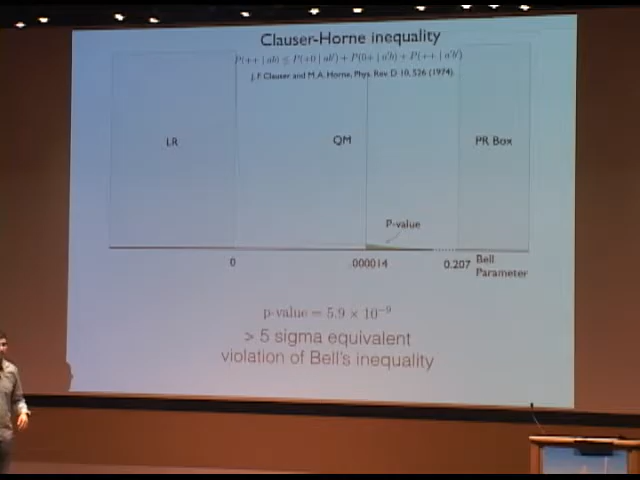 Clauser-Horne inequality
P(++ | ab) ≤ P(+0 | ab′) + P(0+ | a′b) + P(++ | a′b′)
J. F. Clauser and M. A. Horne, Phys. Rev. D 10, 526 (1974).
LR QM PR Box
P-value
0 .000014 0.207 Bell Parameter
p-value = 5.9 × 10⁻⁹
> 5 sigma equivalent
violation of Bell's inequality